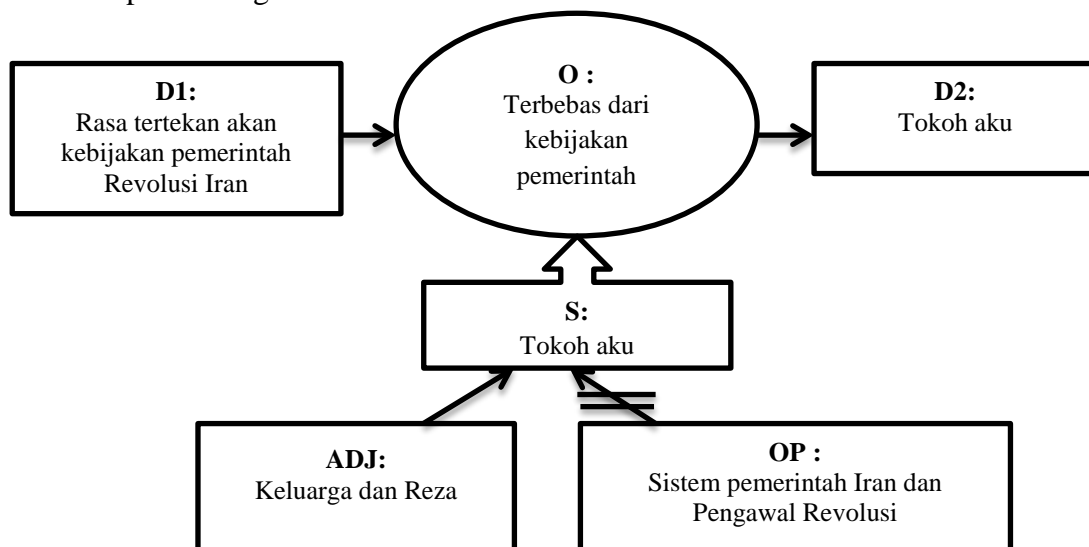 D1:
Rasa tertekan akan
kebijakan pemerintah
Revolusi Iran
O :
Terbebas dari
kebijakan
pemerintah
D2:
Tokoh aku
S:
Tokoh aku
ADJ:
Keluarga dan Reza
OP :
Sistem pemerintah Iran dan
Pengawal Revolusi